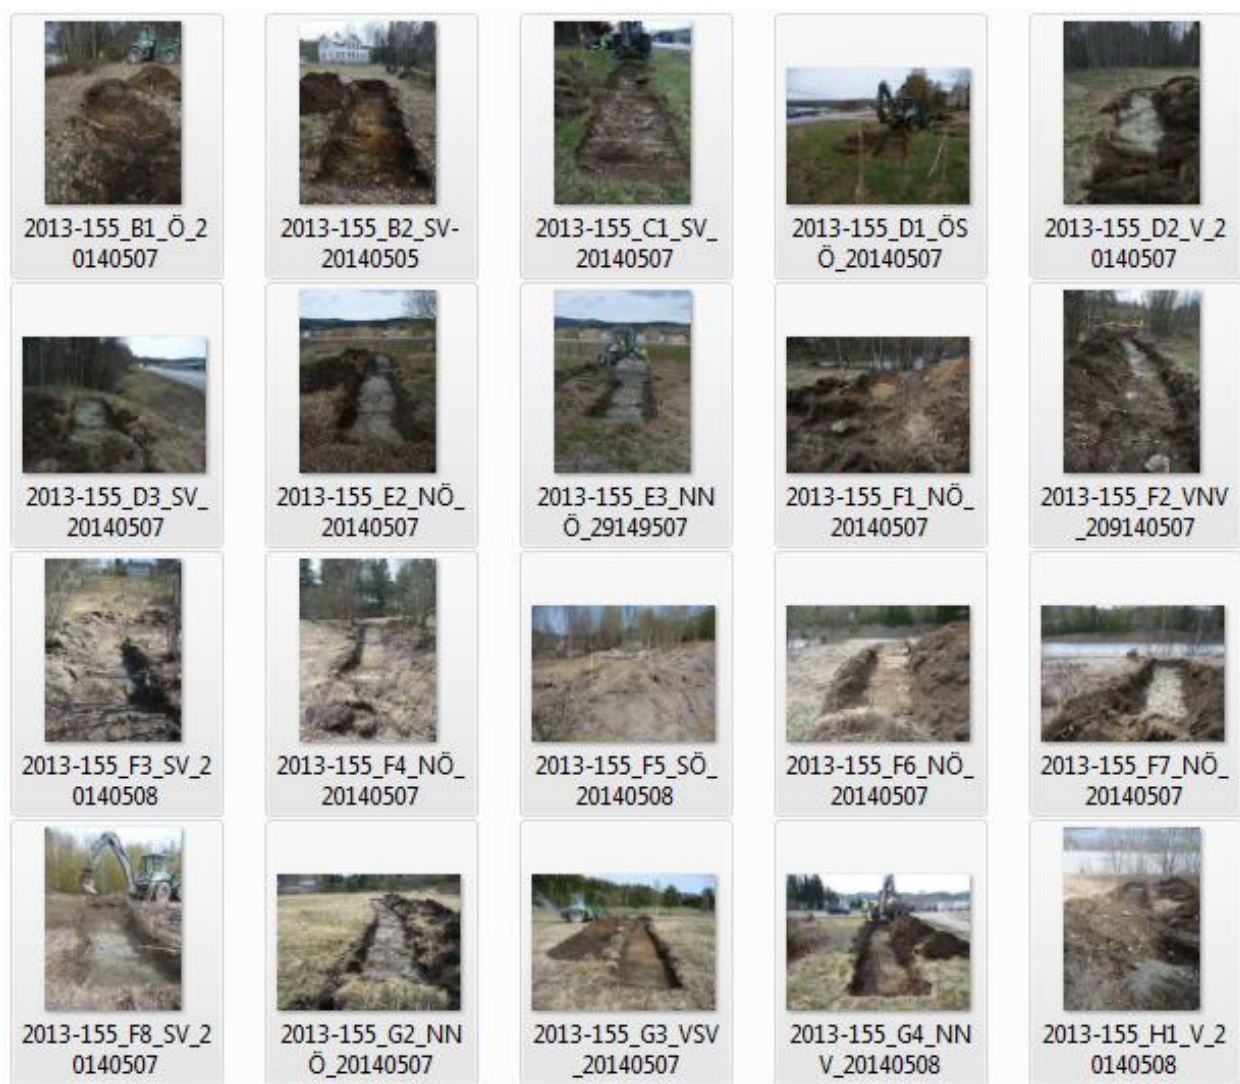 2013-155_B1_Ö_2
0140507
2013-155_B2_SV-
20140505
2013-155_C1_SV_
20140507
2013-155_D1_ÖS
Ö_20140507
2013-155_D2_V_2
0140507
2013-155_D3_SV_
20140507
2013-155_E2_NÖ_
20140507
2013-155_E3_NN
Ö_29149507
2013-155_F1_NÖ_
20140507
2013-155_F2_VNV
_209140507
2013-155_F3_SV_2
0140508
2013-155_F4_NÖ_
20140507
2013-155_F5_SÖ_
20140508
2013-155_F6_NÖ_
20140507
2013-155_F7_NÖ_
20140507
2013-155_F8_SV_2
0140507
2013-155_G2_NN
Ö_20140507
2013-155_G3_VSV
_20140507
2013-155_G4_NN
V_20140508
2013-155_H1_V_2
0140508